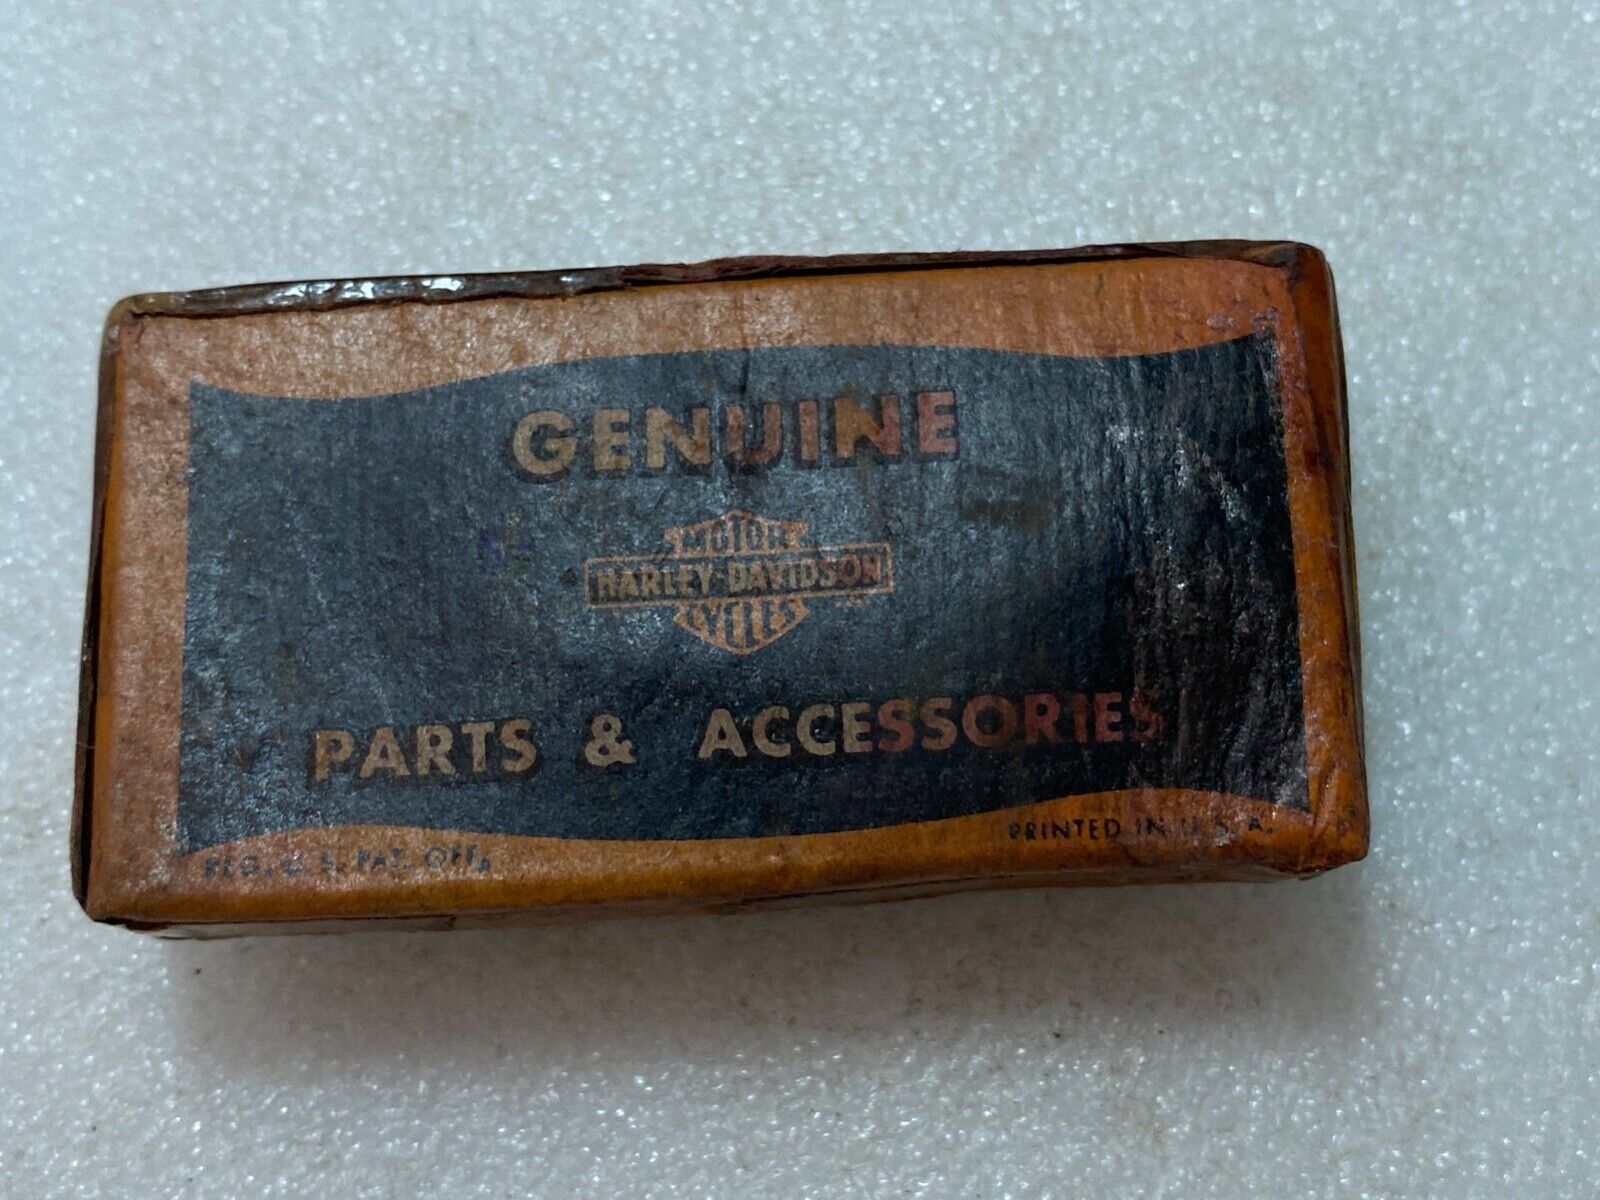 GENUINE
MOTOR
HARLEY-DAVIDSON
CYCLES
PARTS & ACCESSORIES
PRINTED IN U.S.A.
REG. U.S. PAT. OFF.